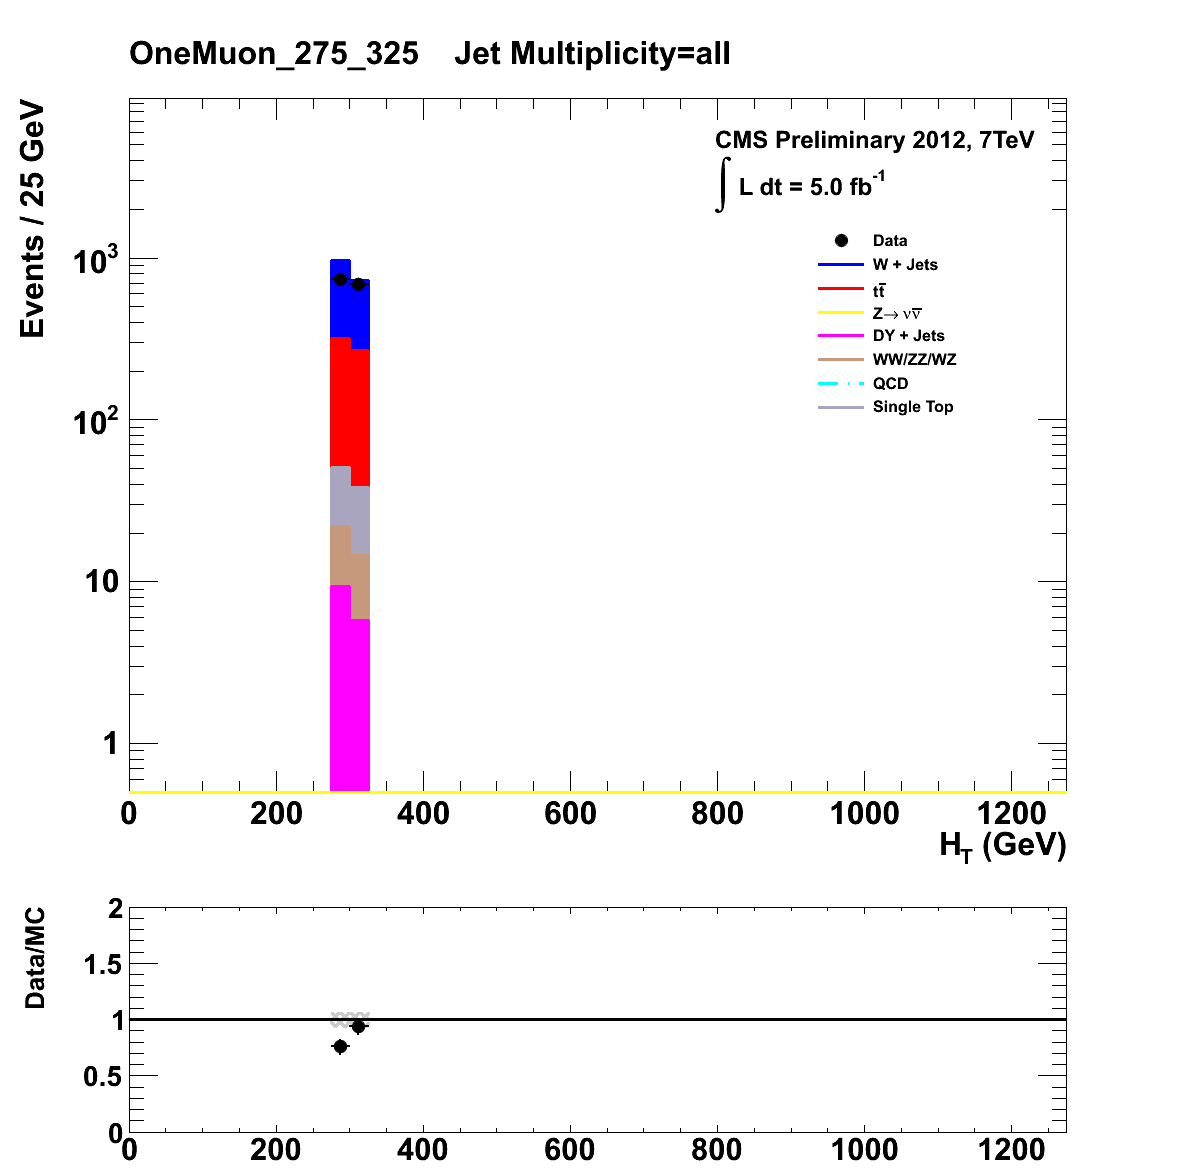 OneMuon_275_325 Jet Multiplicity=all
Events / 25 GeV
CMS Preliminary 2012, 7TeV
∫ L dt = 5.0 fb⁻¹
Data
W + Jets
tt̅
Z→ νν̅
DY + Jets
WW/ZZ/WZ
QCD
Single Top
10³
10²
10
1
0 200 400 600 800 1000 1200
H_T (GeV)
Data/MC
2
1.5
1
0.5
0
0 200 400 600 800 1000 1200